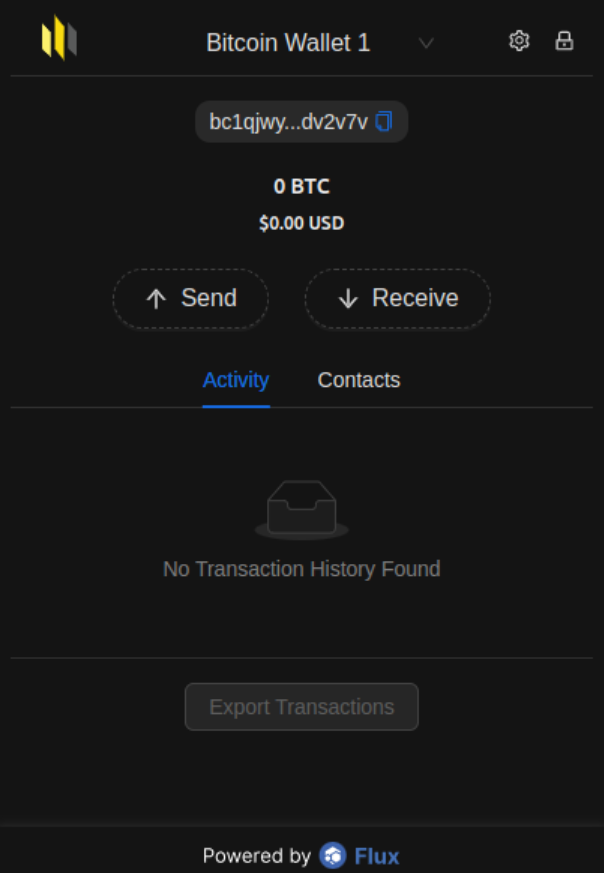 Bitcoin Wallet 1
bc1qjwy...dv2v7v
0 BTC
$0.00 USD
Send
Receive
Activity
Contacts
No Transaction History Found
Export Transactions
Powered by Flux